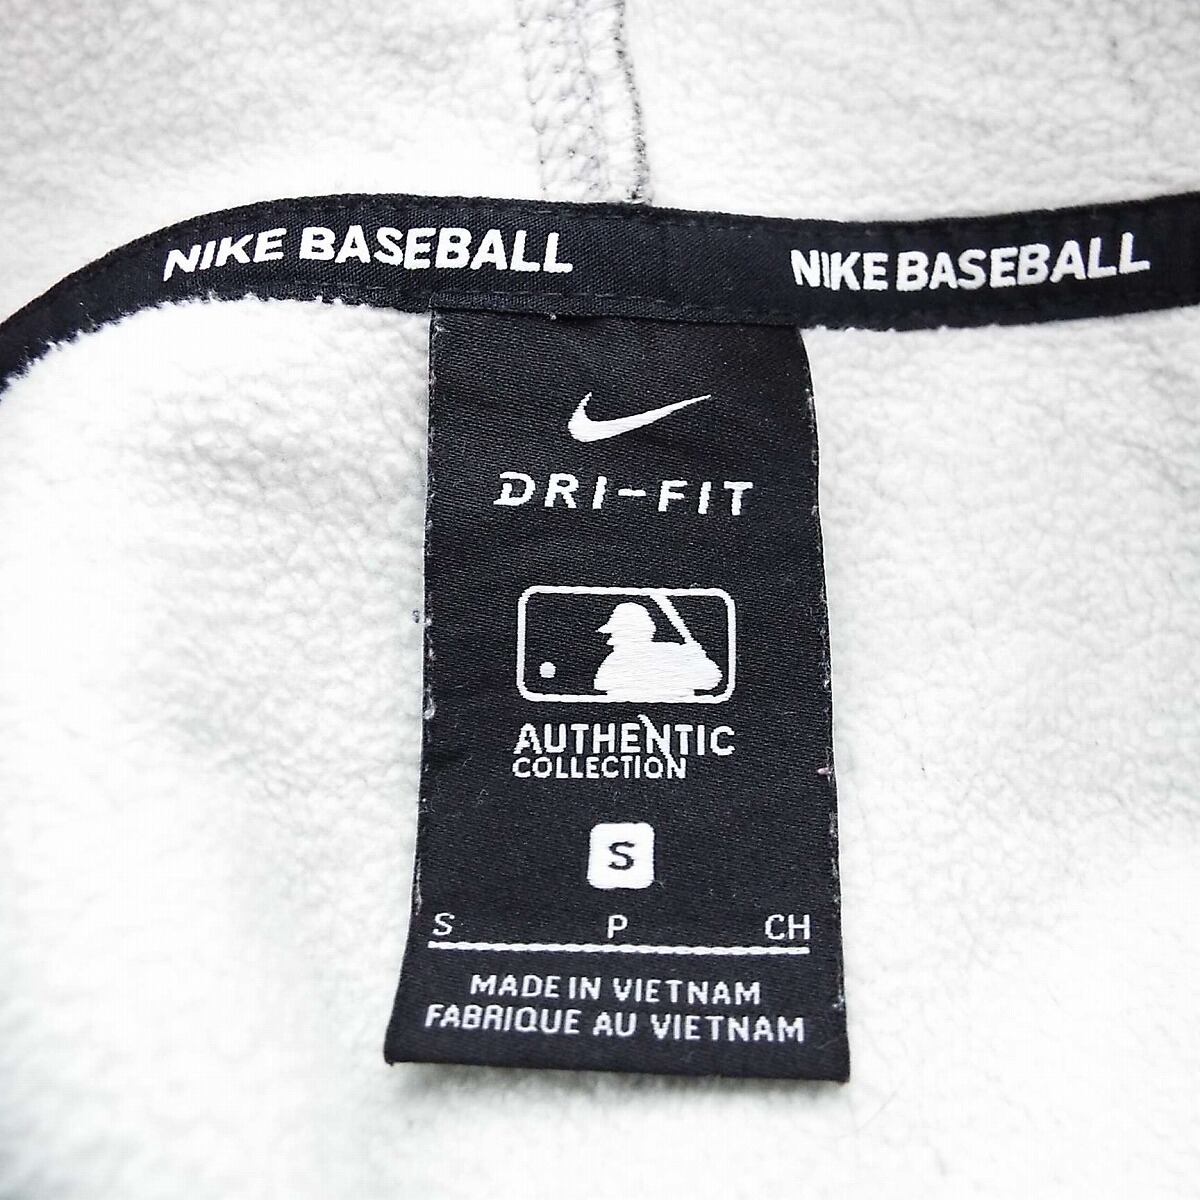 NIKE BASEBALL NIKE BASEBALL
DRI-FIT
AUTHENTIC
COLLECTION
S
S P CH
MADE IN VIETNAM
FABRIQUE AU VIETNAM